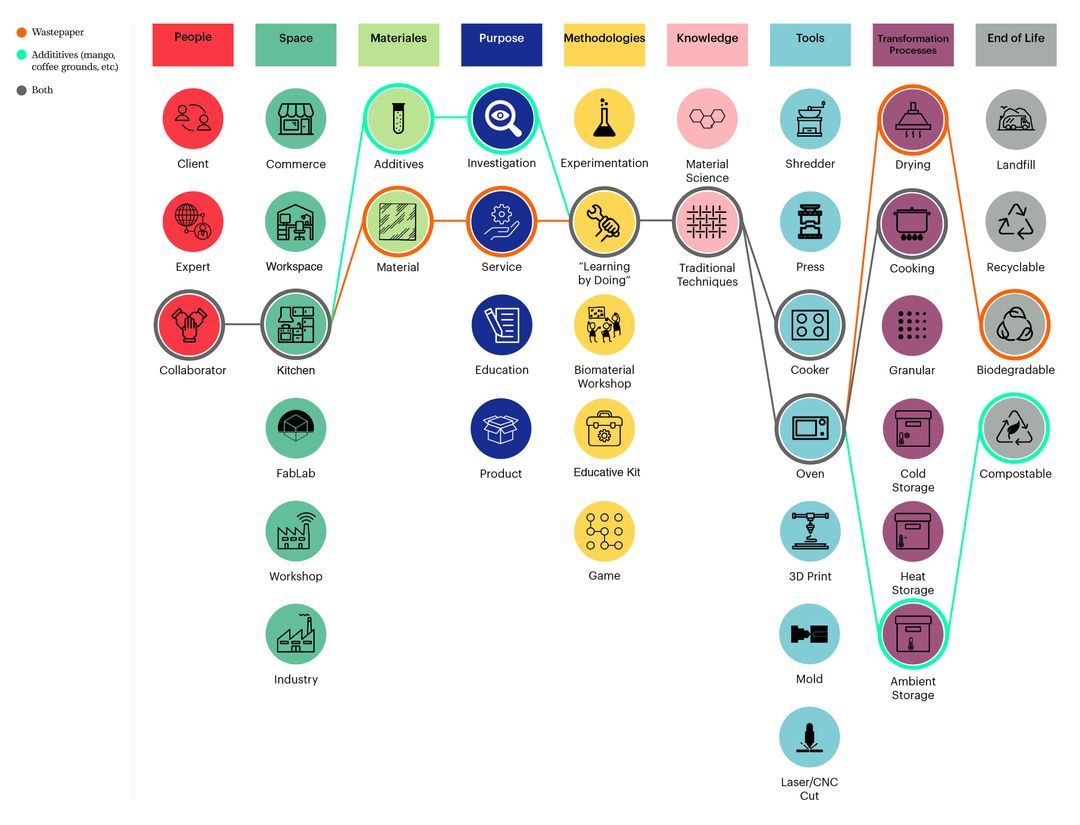 Wastepaper
Addititives (mango,
coffee grounds, etc.)
Both
People
Space
Materiales
Purpose
Methodologies
Knowledge
Tools
Transformation
Processes
End of Life
Client
Commerce
Additives
Investigation
Experimentation
Material
Science
Shredder
Drying
Landfill
Expert
Workspace
Material
Service
“Learning
by Doing”
Traditional
Techniques
Press
Cooking
Recyclable
Collaborator
Kitchen
Education
Biomaterial
Workshop
Cooker
Granular
Biodegradable
FabLab
Product
Educative Kit
Oven
Cold
Storage
Compostable
Workshop
Game
3D Print
Heat
Storage
Industry
Mold
Ambient
Storage
Laser/CNC
Cut